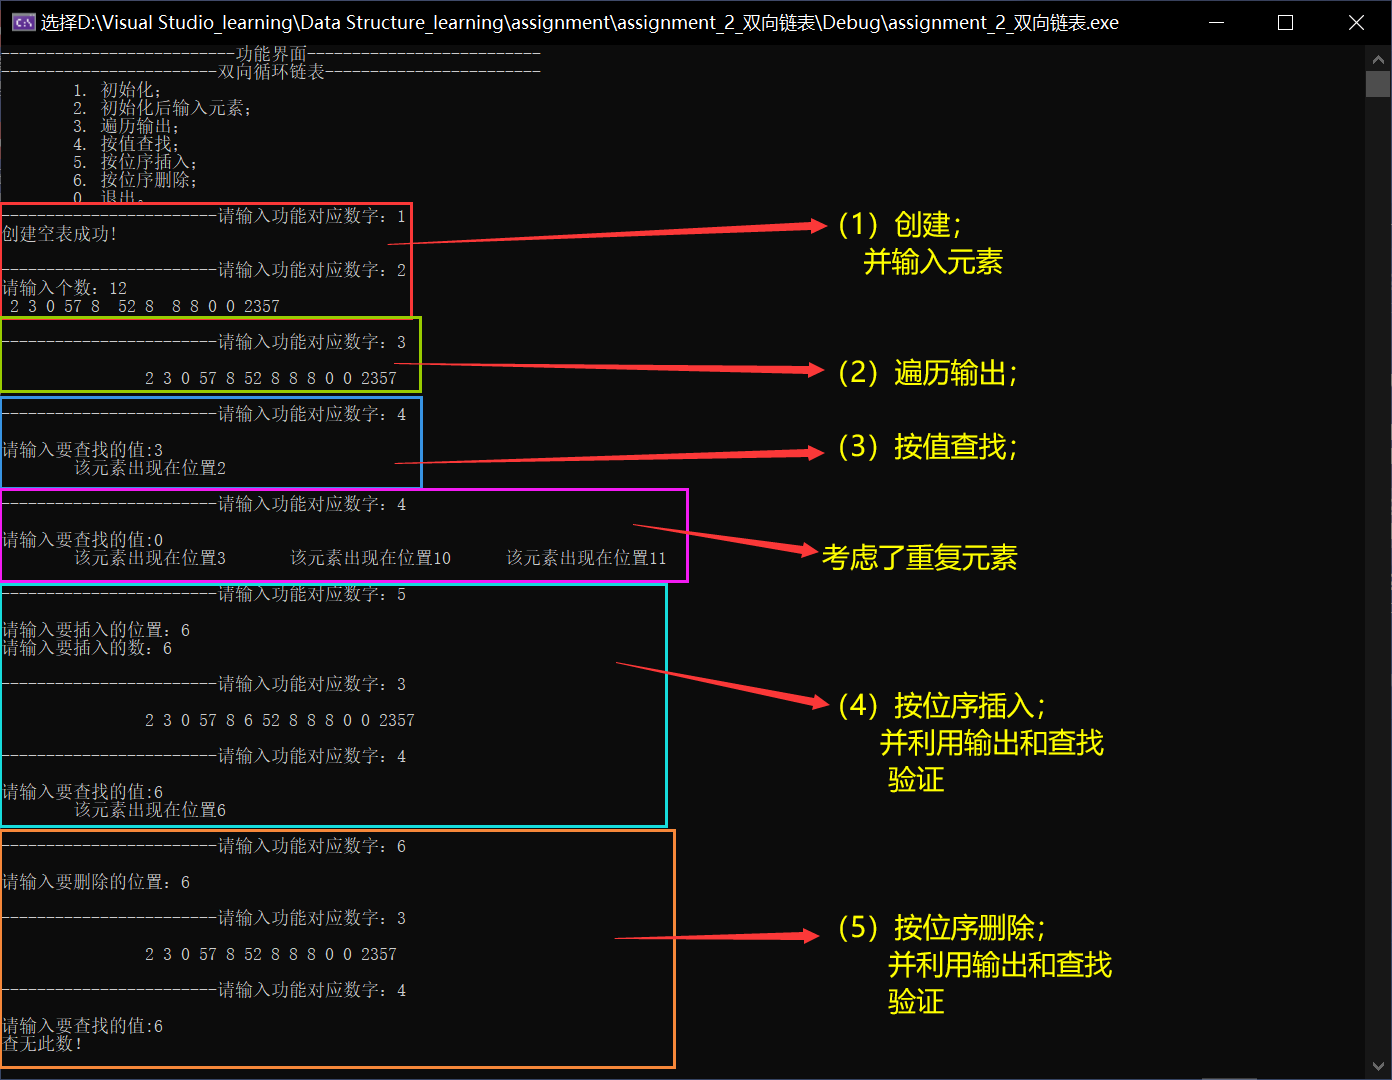 选择D:\Visual Studio_learning\Data Structure_learning\assignment\assignment_2_双向链表\Debug\assignment_2_双向链表.exe
--------------------------功能界面--------------------------
------------------------双向循环链表------------------------
1. 初始化；
2. 初始化后输入元素；
3. 遍历输出；
4. 按值查找；
5. 按位序插入；
6. 按位序删除；
0. 退出。
------------------------请输入功能对应数字：1
创建空表成功！
------------------------请输入功能对应数字：2
请输入个数：12
2 3 0 57 8  52 8  8 8 0 0 2357
（1）创建；
并输入元素
------------------------请输入功能对应数字：3
2 3 0 57 8 52 8 8 8 0 0 2357
（2）遍历输出；
------------------------请输入功能对应数字：4
请输入要查找的值:3
该元素出现在位置2
（3）按值查找；
------------------------请输入功能对应数字：4
请输入要查找的值:0
该元素出现在位置3 该元素出现在位置10 该元素出现在位置11
考虑了重复元素
------------------------请输入功能对应数字：5
请输入要插入的位置：6
请输入要插入的数：6
------------------------请输入功能对应数字：3
2 3 0 57 8 6 52 8 8 8 0 0 2357
------------------------请输入功能对应数字：4
请输入要查找的值:6
该元素出现在位置6
（4）按位序插入；
并利用输出和查找
验证
------------------------请输入功能对应数字：6
请输入要删除的位置：6
------------------------请输入功能对应数字：3
2 3 0 57 8 52 8 8 8 0 0 2357
------------------------请输入功能对应数字：4
请输入要查找的值:6
查无此数！
（5）按位序删除；
并利用输出和查找
验证